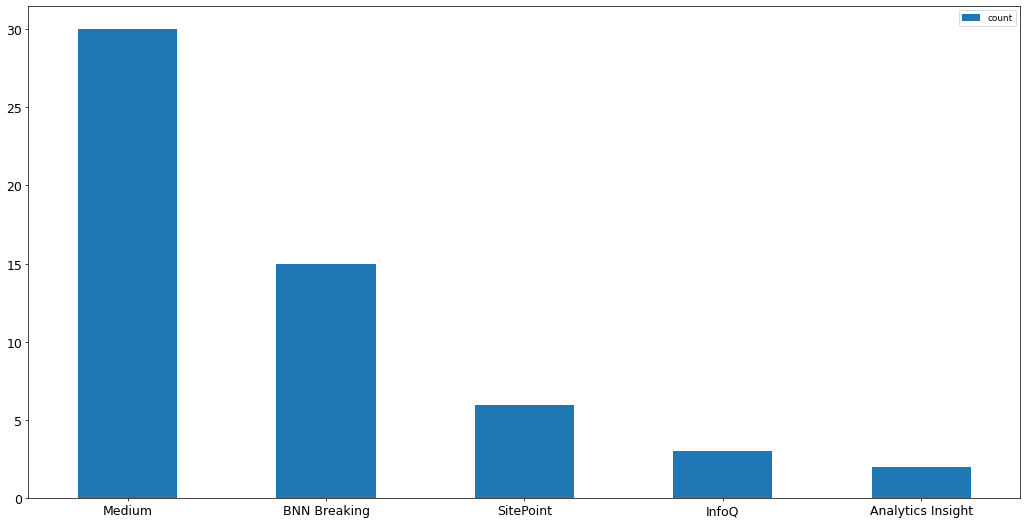 count
30
25
20
15
10
5
0
Medium
BNN Breaking
SitePoint
InfoQ
Analytics Insight